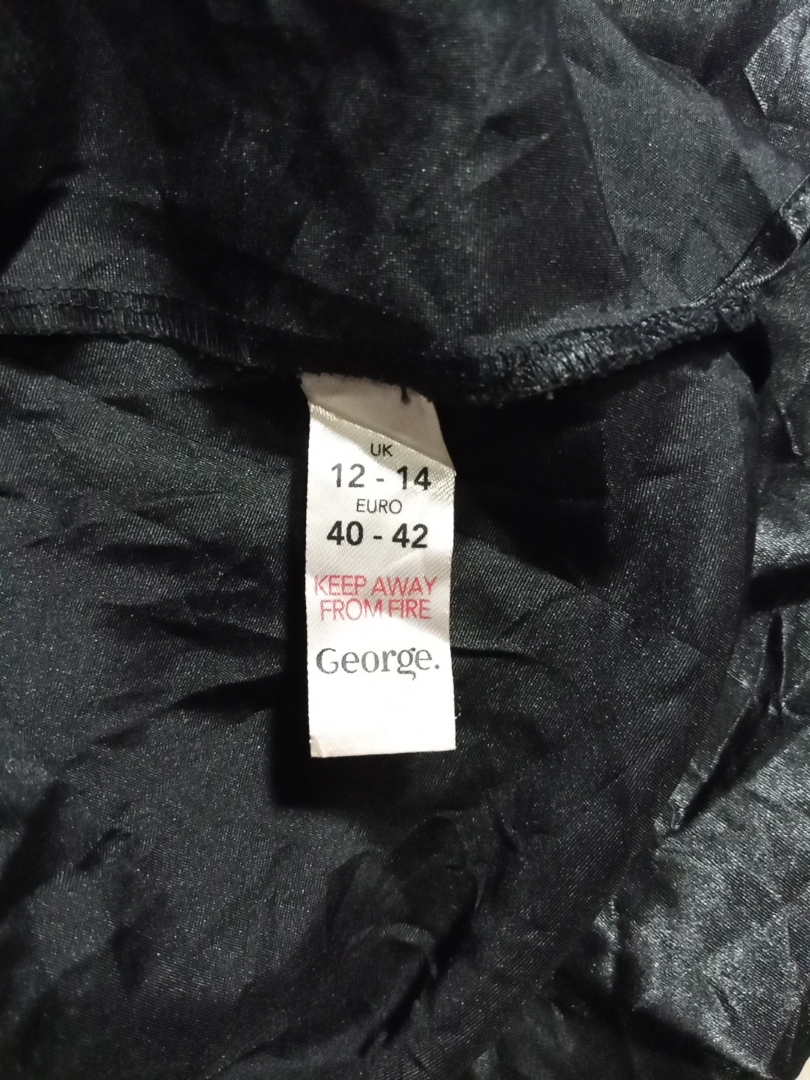 UK
12 - 14
EURO
40 - 42
KEEP AWAY
FROM FIRE
George.